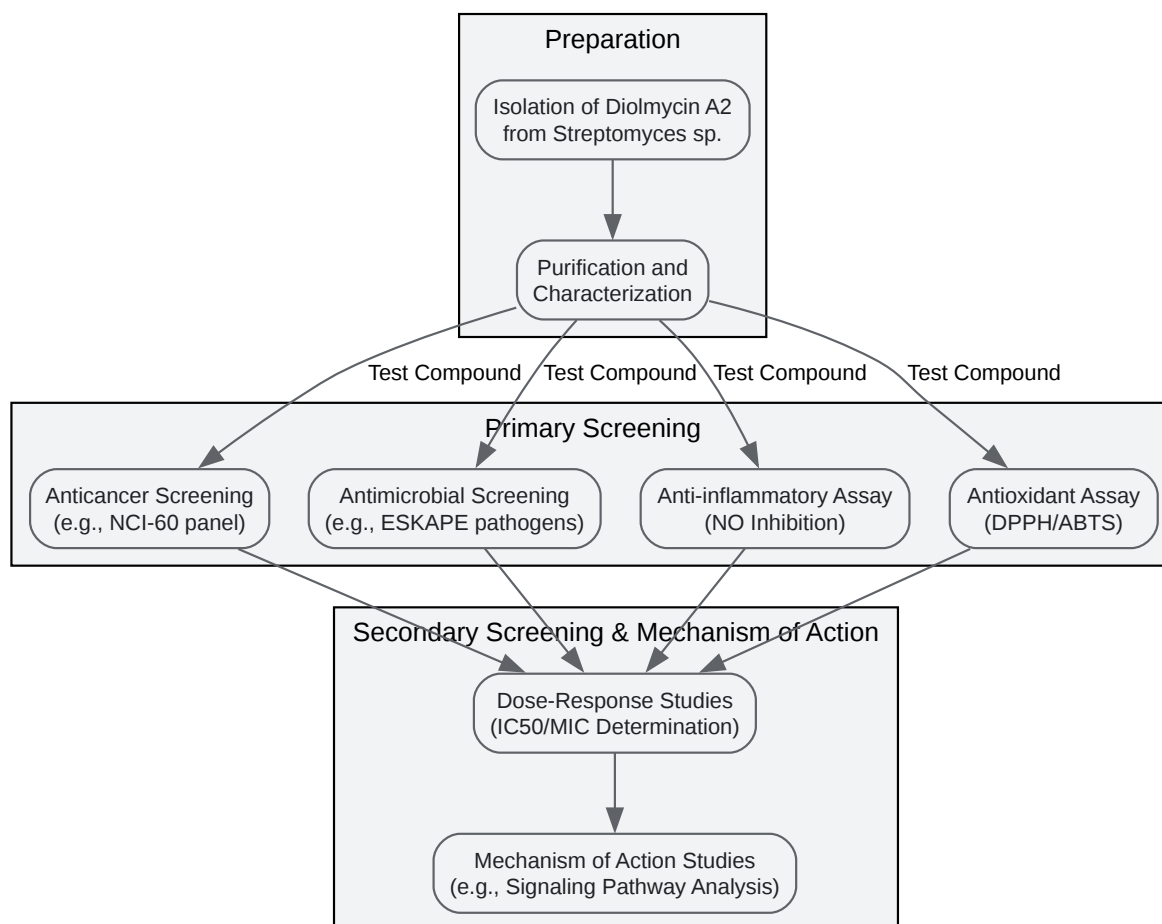 Preparation
Isolation of Diolmycin A2
from Streptomyces sp.
Purification and
Characterization
Test Compound
Test Compound
Test Compound
Test Compound
Primary Screening
Anticancer Screening
(e.g., NCI-60 panel)
Antimicrobial Screening
(e.g., ESKAPE pathogens)
Anti-inflammatory Assay
(NO Inhibition)
Antioxidant Assay
(DPPH/ABTS)
Secondary Screening & Mechanism of Action
Dose-Response Studies
(IC50/MIC Determination)
Mechanism of Action Studies
(e.g., Signaling Pathway Analysis)